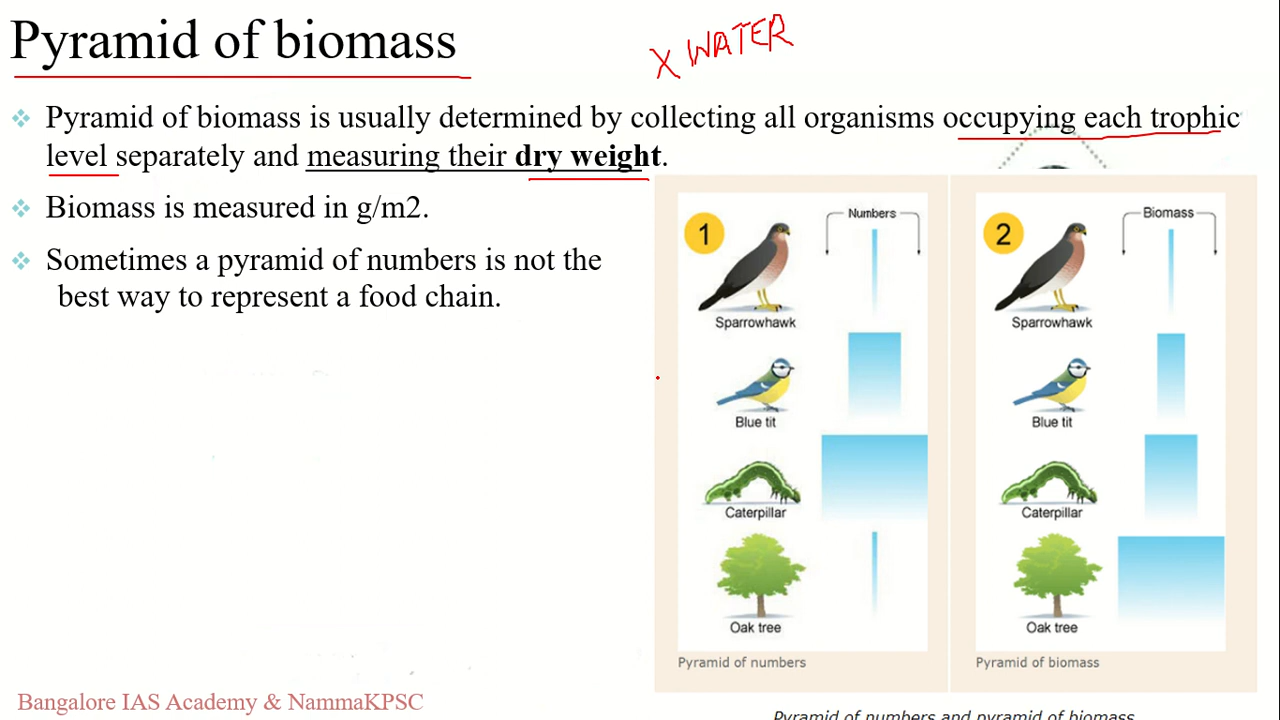 Pyramid of biomass
X WATER
❖ Pyramid of biomass is usually determined by collecting all organisms occupying each trophic
level separately and measuring their dry weight.
❖ Biomass is measured in g/m2.
❖ Sometimes a pyramid of numbers is not the
best way to represent a food chain.
1
Numbers
Sparrowhawk
Blue tit
Caterpillar
Oak tree
Pyramid of numbers
2
Biomass
Sparrowhawk
Blue tit
Caterpillar
Oak tree
Pyramid of biomass
Pyramid of numbers and pyramid of biomass
Bangalore IAS Academy & NammaKPSC